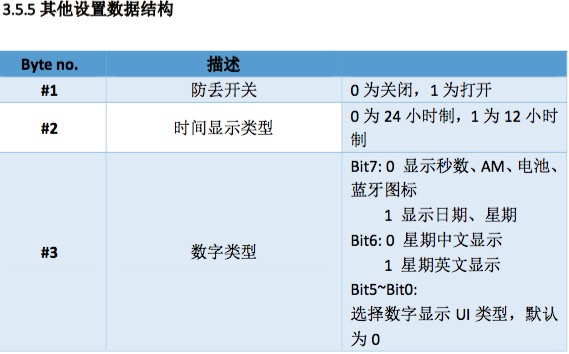 3.5.5 其他设置数据结构
Byte no. 描述
#1 防丢开关 0 为关闭，1 为打开
#2 时间显示类型 0 为 24 小时制，1 为 12 小时
制
#3 数字类型
Bit7: 0 显示秒数、AM、电池、
蓝牙图标
1 显示日期、星期
Bit6: 0 星期中文显示
1 星期英文显示
Bit5~Bit0:
选择数字显示 UI 类型，默认
为 0